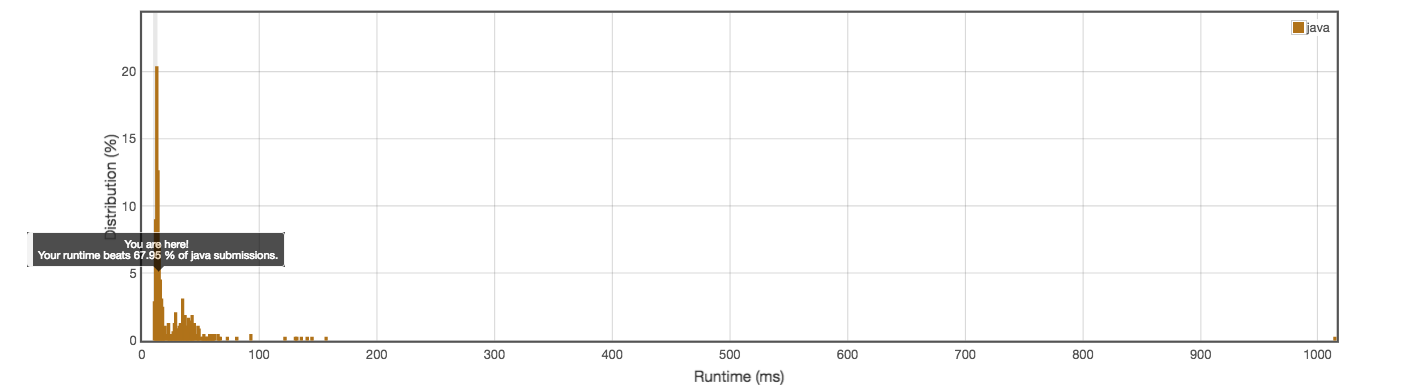 java
20
15
10
5
0
Distribution (%)
You are here!
Your runtime beats 67.95 % of java submissions.
0 100 200 300 400 500 600 700 800 900 1000
Runtime (ms)